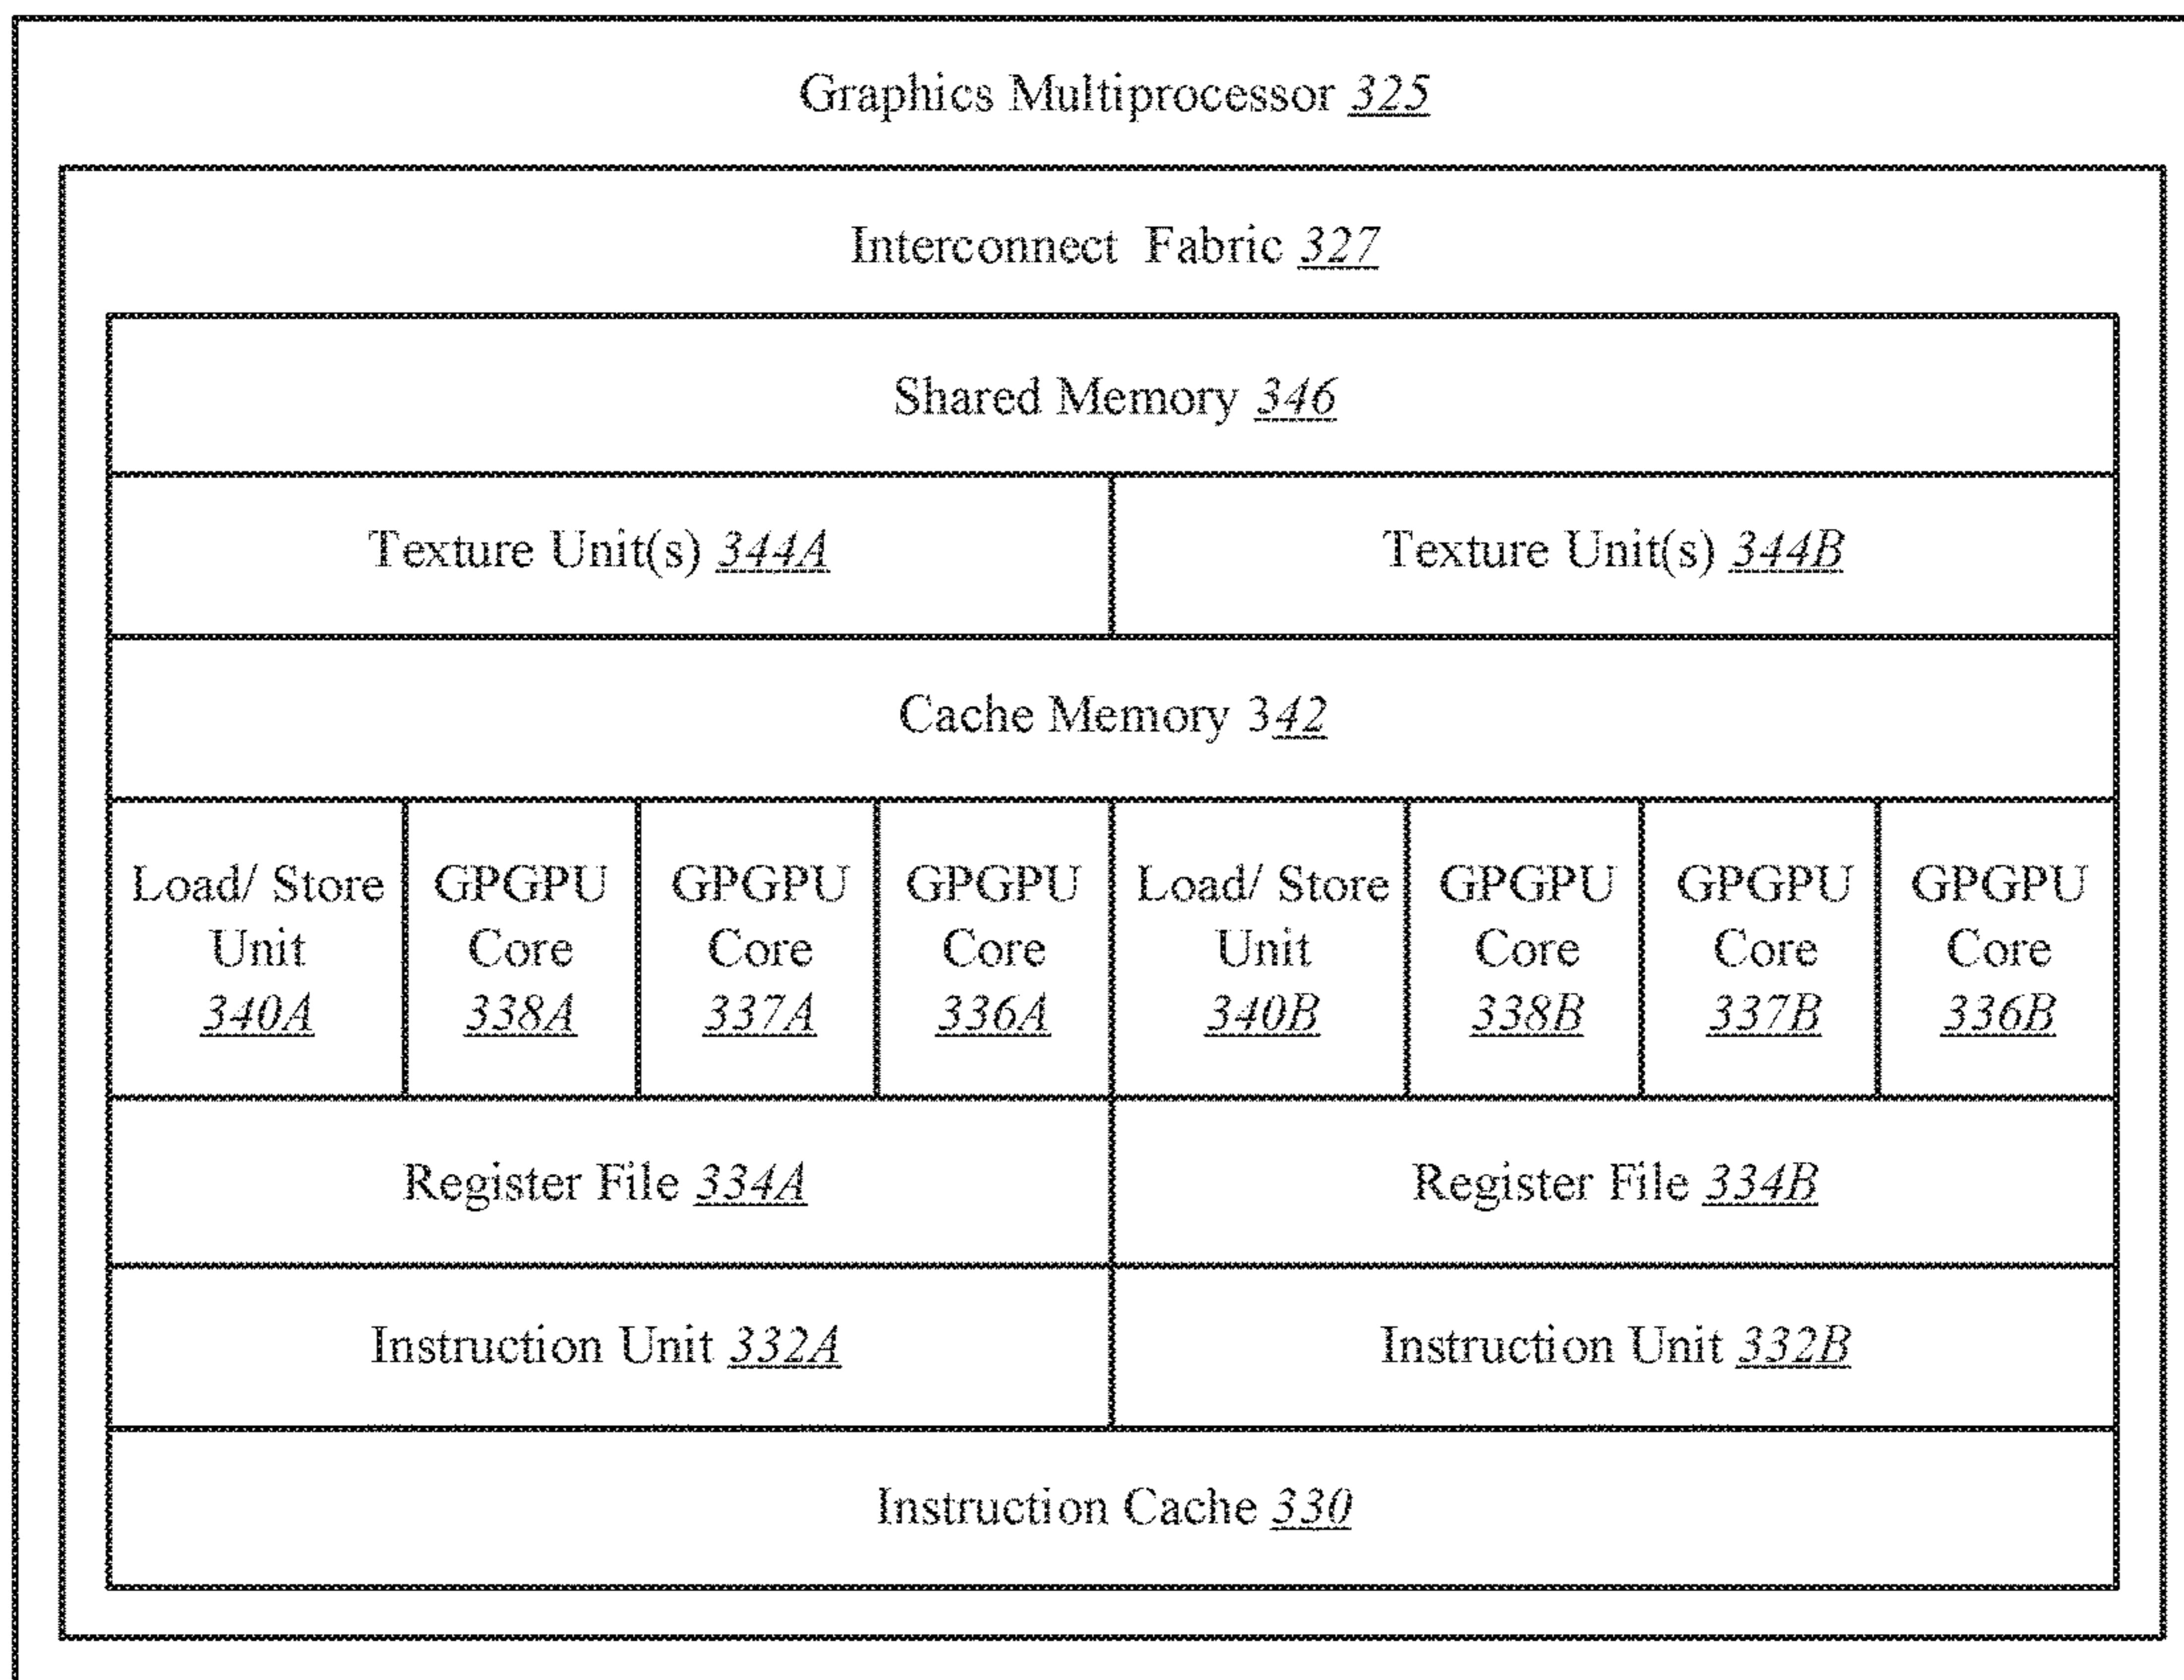 Graphics Multiprocessor 325
Interconnect Fabric 327
Shared Memory 346
Texture Unit(s) 344A
Texture Unit(s) 344B
Cache Memory 342
Load/ Store
Unit
340A
GPGPU
Core
338A
GPGPU
Core
337A
GPGPU
Core
336A
Load/ Store
Unit
340B
GPGPU
Core
338B
GPGPU
Core
337B
GPGPU
Core
336B
Register File 334A
Register File 334B
Instruction Unit 332A
Instruction Unit 332B
Instruction Cache 330